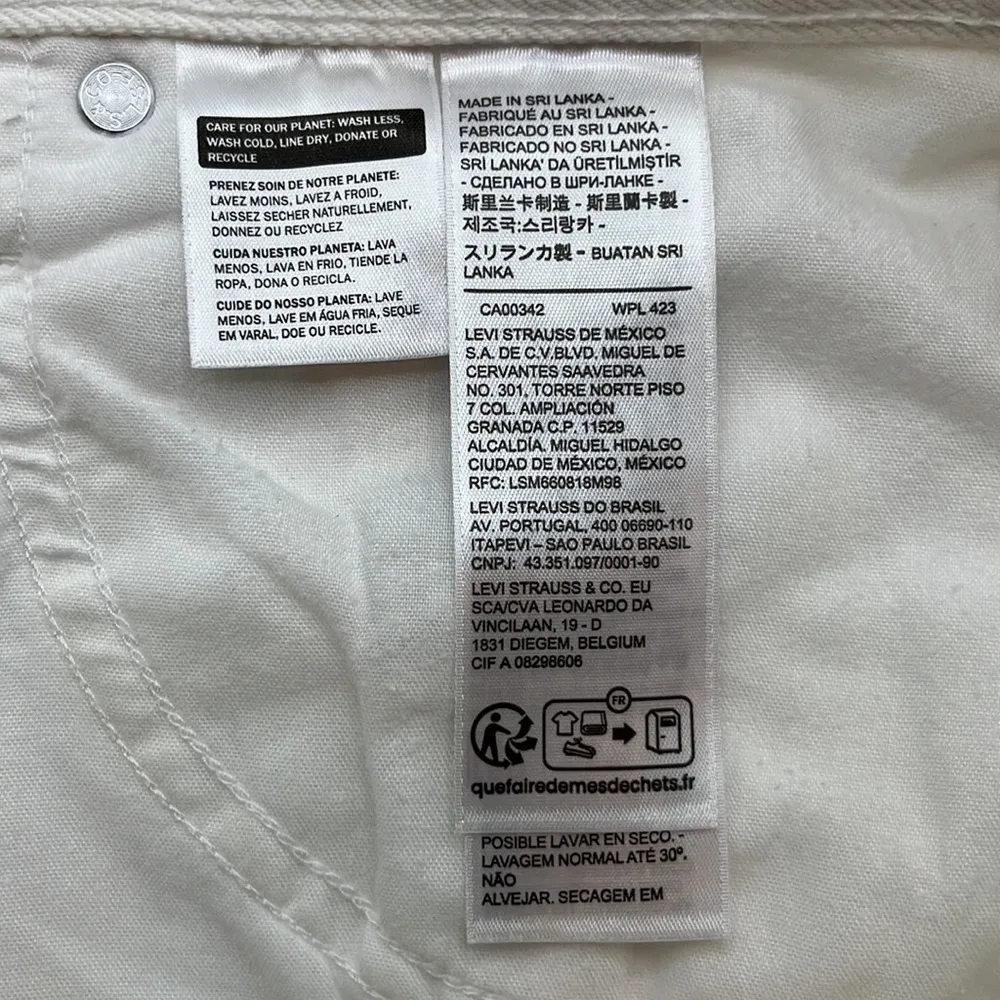 CARE FOR OUR PLANET: WASH LESS,
WASH COLD, LINE DRY, DONATE OR
RECYCLE
PRENEZ SOIN DE NOTRE PLANETE:
LAVEZ MOINS, LAVEZ A FROID,
LAISSEZ SECHER NATURELLEMENT,
DONNEZ OU RECYCLEZ
CUIDA NUESTRO PLANETA: LAVA
MENOS, LAVA EN FRIO, TIENDE LA
ROPA, DONA O RECICLA.
CUIDE DO NOSSO PLANETA: LAVE
MENOS, LAVE EM ÁGUA FRIA, SEQUE
EM VARAL, DOE OU RECICLE.
MADE IN SRI LANKA -
FABRIQUÉ AU SRI LANKA -
FABRICADO EN SRI LANKA -
FABRICADO NO SRI LANKA -
SRİ LANKA' DA ÜRETİLMİŞTİR
- СДЕЛАНО В ШРИ-ЛАНКЕ -
斯里兰卡制造 - 斯里蘭卡製 -
제조국:스리랑카 -
スリランカ製 - BUATAN SRI
LANKA
CA00342 WPL 423
LEVI STRAUSS DE MÉXICO
S.A. DE C.V.BLVD. MIGUEL DE
CERVANTES SAAVEDRA
NO. 301, TORRE NORTE PISO
7 COL. AMPLIACIÓN
GRANADA C.P. 11529
ALCALDÍA. MIGUEL HIDALGO
CIUDAD DE MÉXICO, MÉXICO
RFC: LSM660818M98
LEVI STRAUSS DO BRASIL
AV. PORTUGAL, 400 06690-110
ITAPEVI – SAO PAULO BRASIL
CNPJ: 43.351.097/0001-90
LEVI STRAUSS & CO. EU
SCA/CVA LEONARDO DA
VINCILAAN, 19 - D
1831 DIEGEM, BELGIUM
CIF A 08298606
FR
quefairedemesdechets.fr
POSIBLE LAVAR EN SECO. -
LAVAGEM NORMAL ATÉ 30º.
NÃO
ALVEJAR. SECAGEM EM